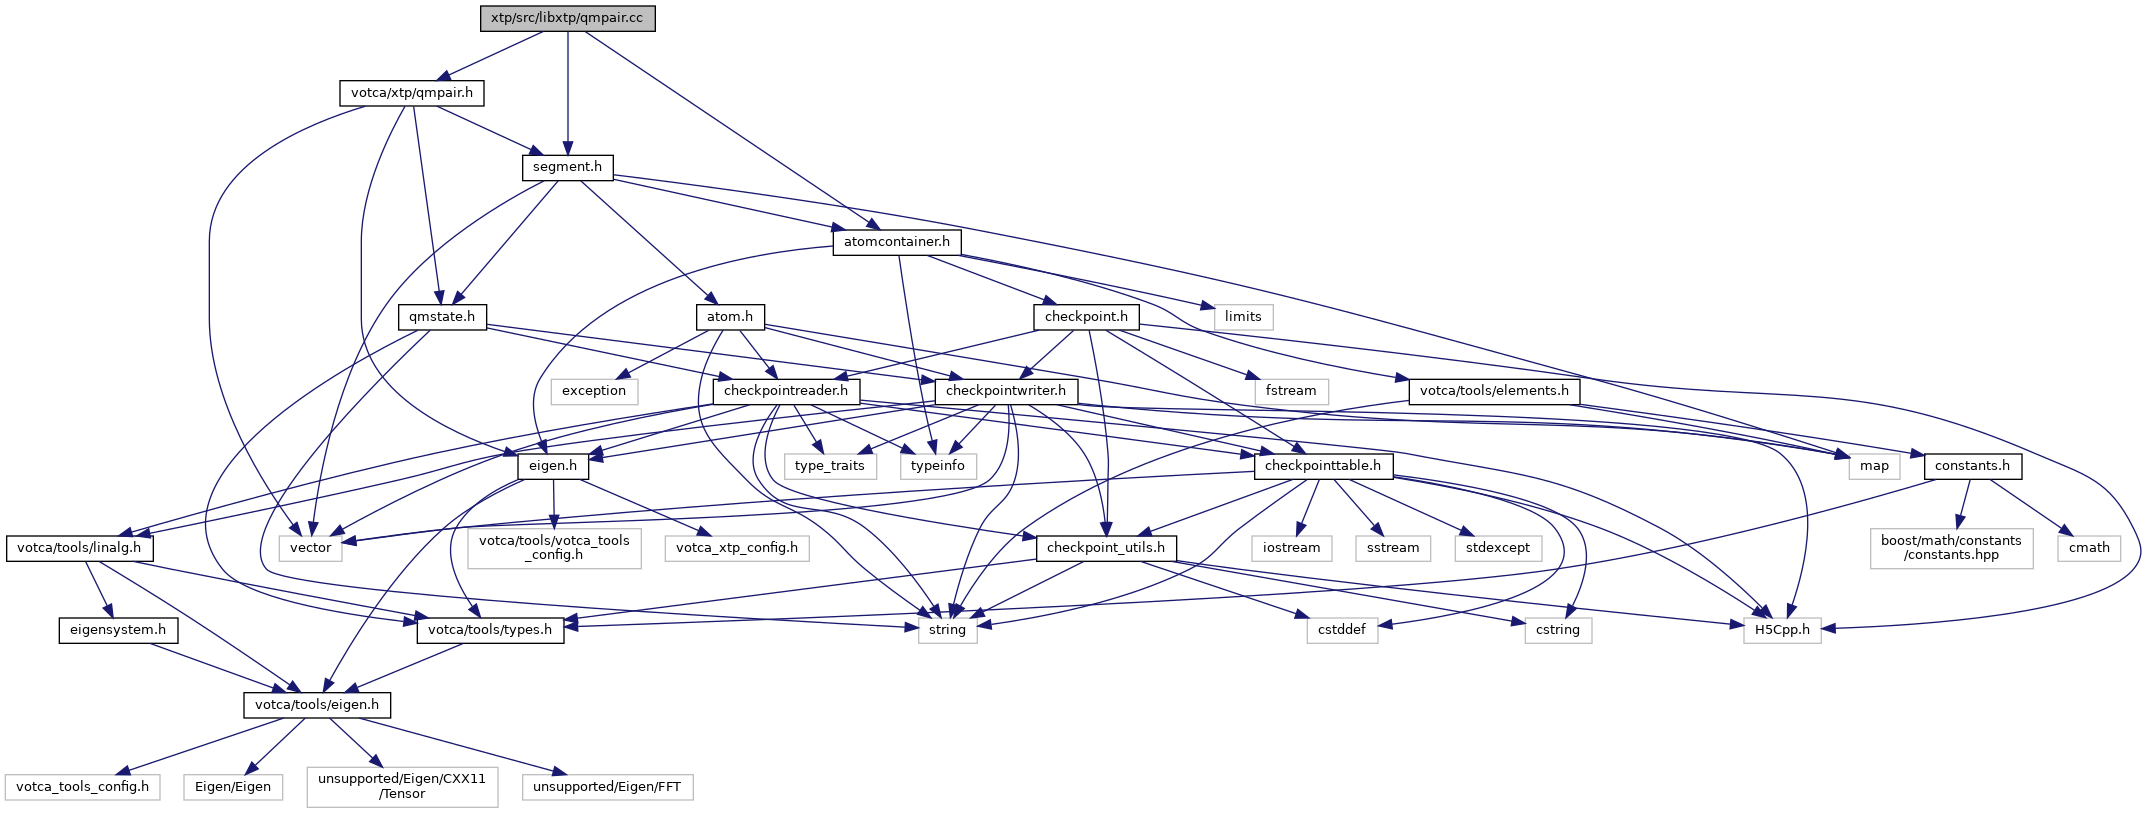 xtp/src/libxtp/qmpair.cc
votca/xtp/qmpair.h
segment.h
atomcontainer.h
qmstate.h
atom.h
checkpoint.h
limits
exception
checkpointreader.h
checkpointwriter.h
fstream
votca/tools/elements.h
eigen.h
type_traits
typeinfo
checkpointtable.h
map
constants.h
votca/tools/linalg.h
vector
votca/tools/votca_tools
_config.h
votca_xtp_config.h
checkpoint_utils.h
iostream
sstream
stdexcept
boost/math/constants
/constants.hpp
cmath
eigensystem.h
votca/tools/types.h
string
cstddef
cstring
H5Cpp.h
votca/tools/eigen.h
votca_tools_config.h
Eigen/Eigen
unsupported/Eigen/CXX11
/Tensor
unsupported/Eigen/FFT